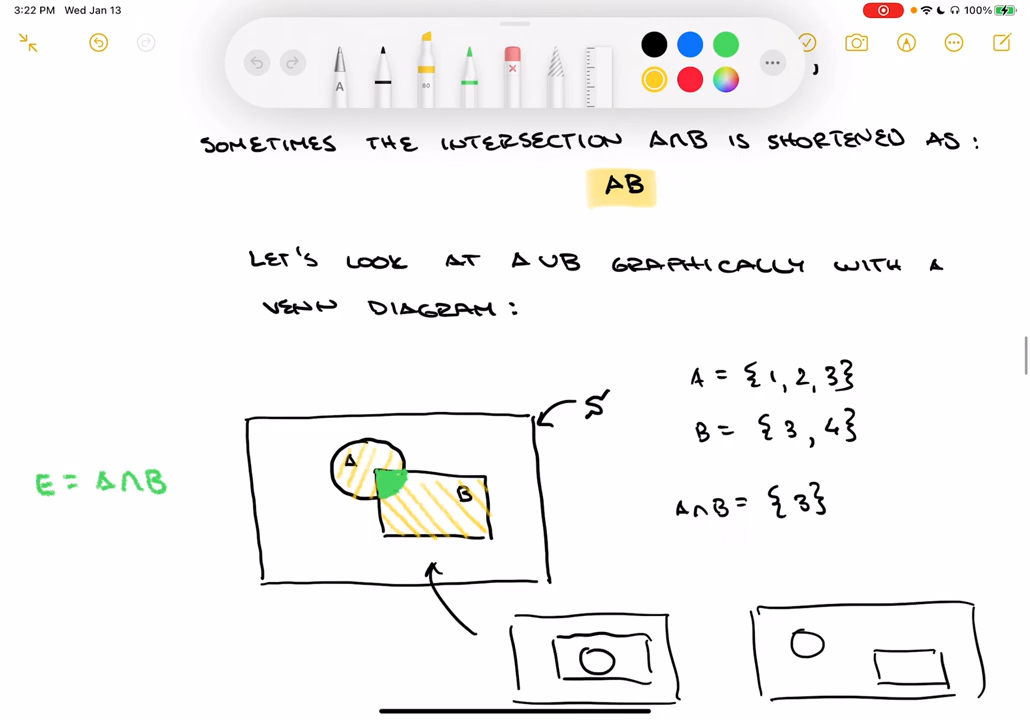 3:22 PM Wed Jan 13
100%
A
80
SOMETIMES THE INTERSECTION A∩B IS SHORTENED AS:
AB
LET'S LOOK AT A∪B GRAPHICALLY WITH A
VENN DIAGRAM:
A = {1, 2, 3}
S
B = {3, 4}
A
E = A∩B
B
A∩B = {3}